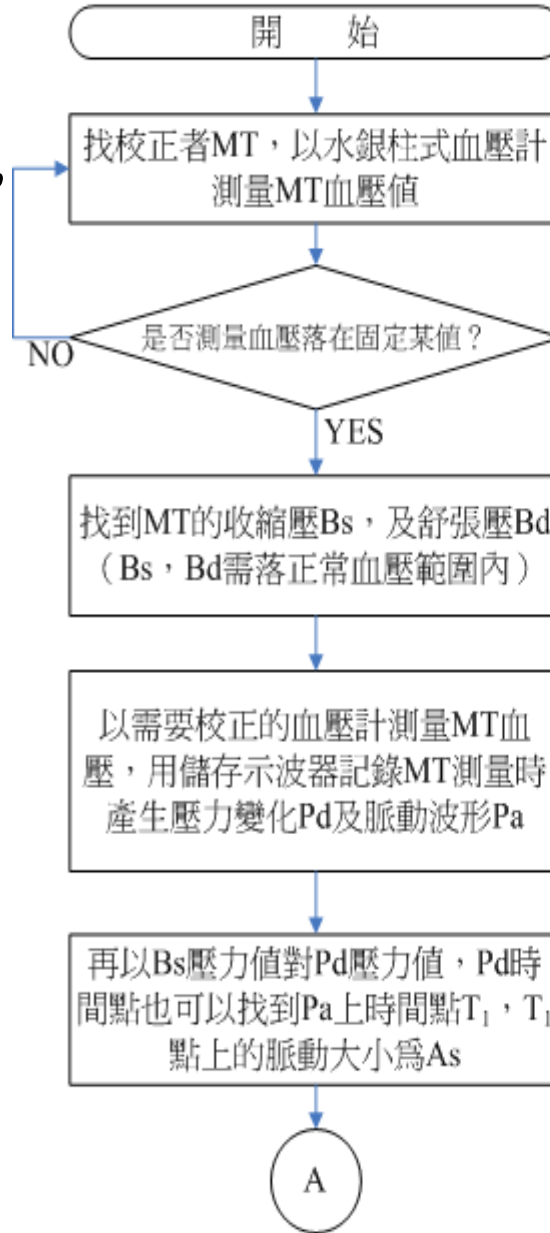 開 始
找校正者MT，以水銀柱式血壓計
測量MT血壓值
,
是否測量血壓落在固定某值？
NO
YES
找到MT的收縮壓Bs，及舒張壓Bd
（Bs，Bd需落正常血壓範圍內）
以需要校正的血壓計測量MT血
壓，用儲存示波器記錄MT測量時
產生壓力變化Pd及脈動波形Pa
再以Bs壓力值對Pd壓力值，Pd時
間點也可以找到Pa上時間點T₁，T₁
點上的脈動大小爲As
A